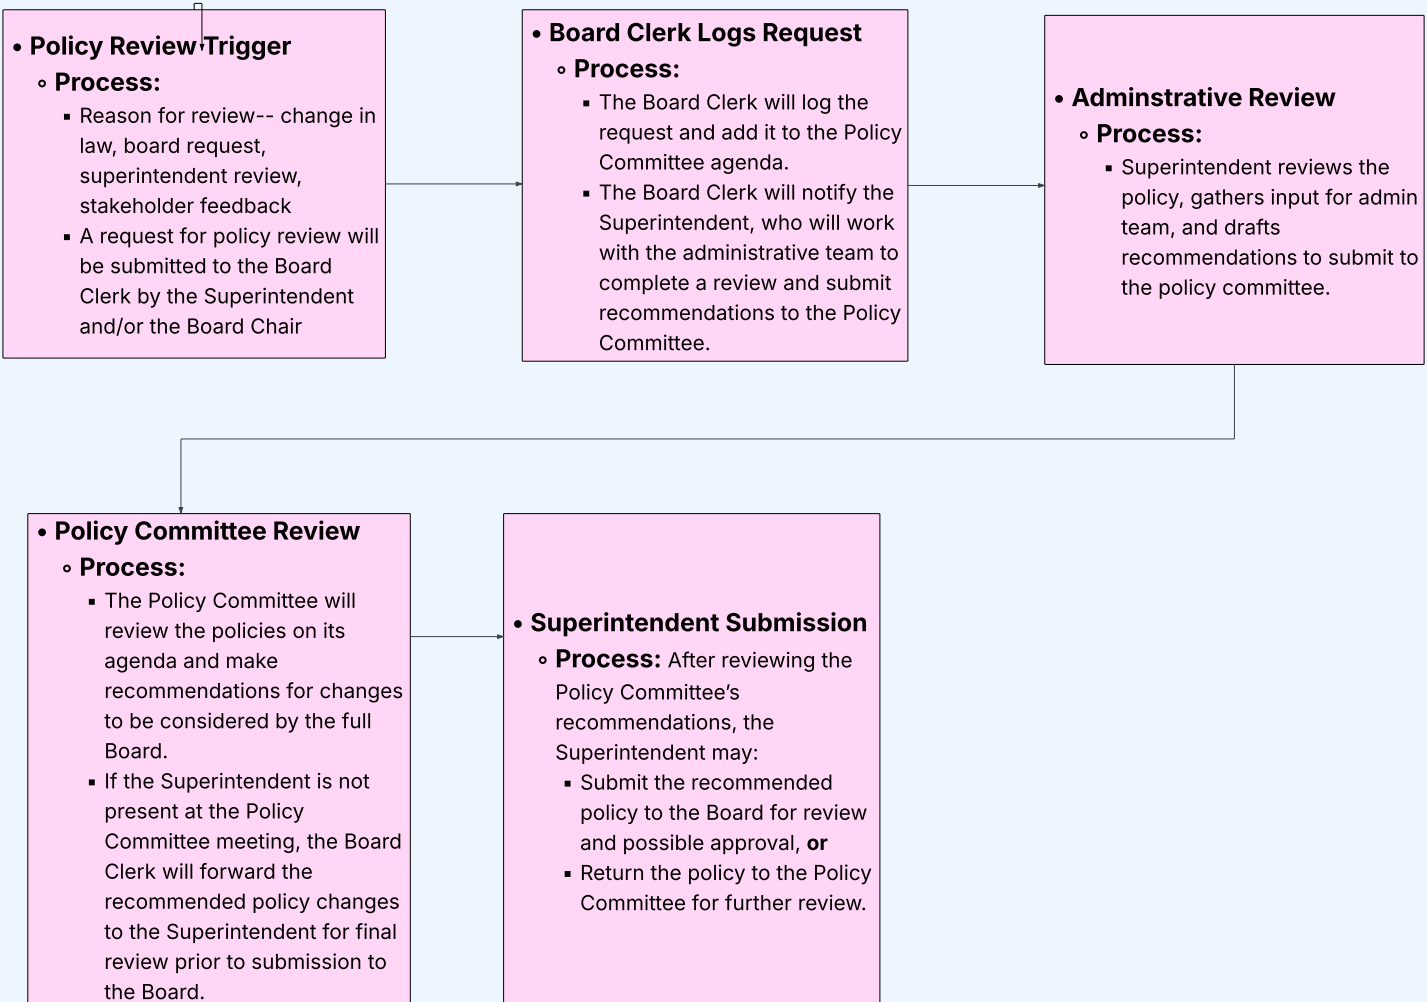 • Policy Review Trigger
◦ Process:
▪ Reason for review-- change in
law, board request,
superintendent review,
stakeholder feedback
▪ A request for policy review will
be submitted to the Board
Clerk by the Superintendent
and/or the Board Chair
• Board Clerk Logs Request
◦ Process:
▪ The Board Clerk will log the
request and add it to the Policy
Committee agenda.
▪ The Board Clerk will notify the
Superintendent, who will work
with the administrative team to
complete a review and submit
recommendations to the Policy
Committee.
• Adminstrative Review
◦ Process:
▪ Superintendent reviews the
policy, gathers input for admin
team, and drafts
recommendations to submit to
the policy committee.
• Policy Committee Review
◦ Process:
▪ The Policy Committee will
review the policies on its
agenda and make
recommendations for changes
to be considered by the full
Board.
▪ If the Superintendent is not
present at the Policy
Committee meeting, the Board
Clerk will forward the
recommended policy changes
to the Superintendent for final
review prior to submission to
the Board.
• Superintendent Submission
◦ Process: After reviewing the
Policy Committee’s
recommendations, the
Superintendent may:
▪ Submit the recommended
policy to the Board for review
and possible approval, or
▪ Return the policy to the Policy
Committee for further review.